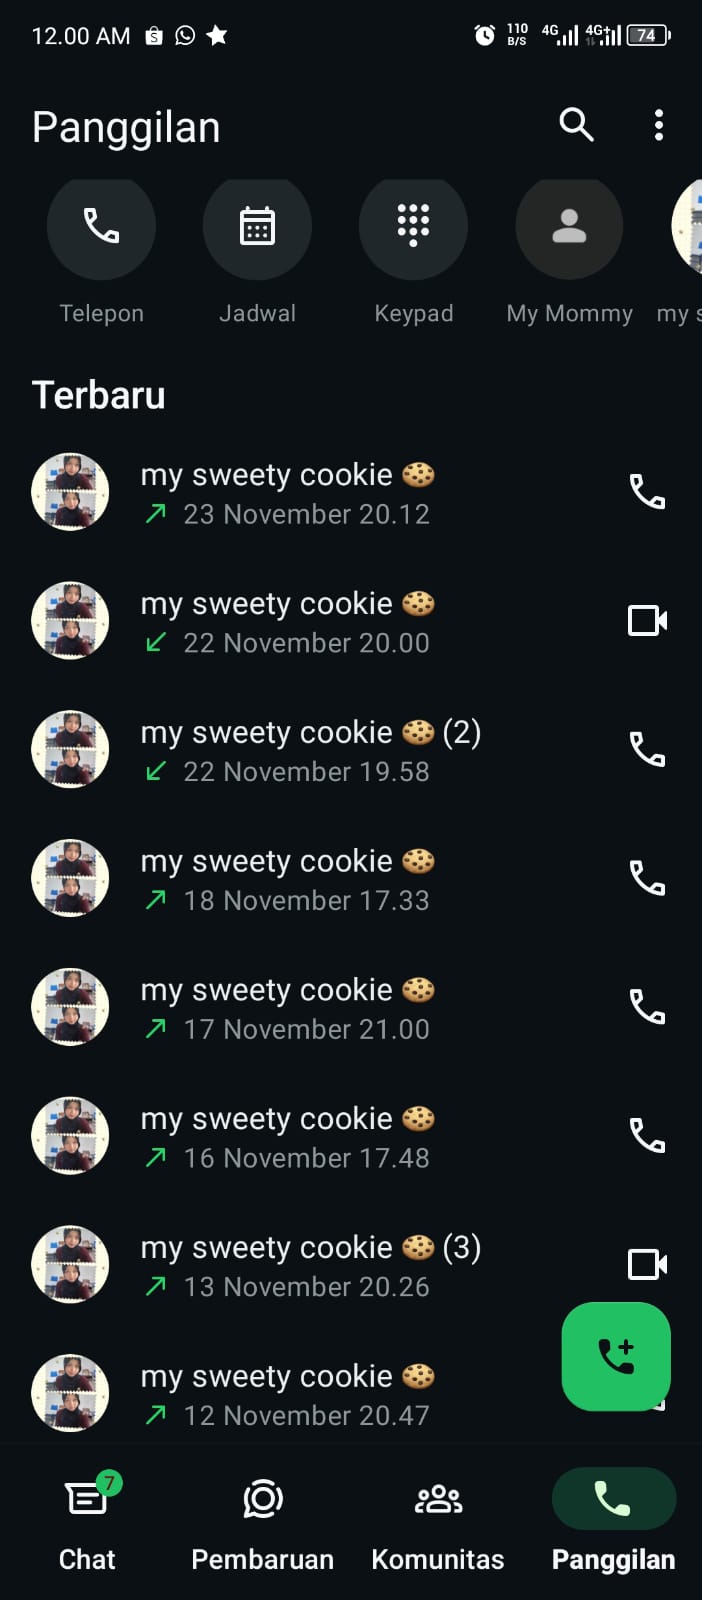 12.00 AM 110 B/S 4G 4G+ 74
Panggilan
Telepon Jadwal Keypad My Mommy my s
Terbaru
my sweety cookie 🍪
23 November 20.12
my sweety cookie 🍪
22 November 20.00
my sweety cookie 🍪 (2)
22 November 19.58
my sweety cookie 🍪
18 November 17.33
my sweety cookie 🍪
17 November 21.00
my sweety cookie 🍪
16 November 17.48
my sweety cookie 🍪 (3)
13 November 20.26
my sweety cookie 🍪
12 November 20.47
7
Chat Pembaruan Komunitas Panggilan